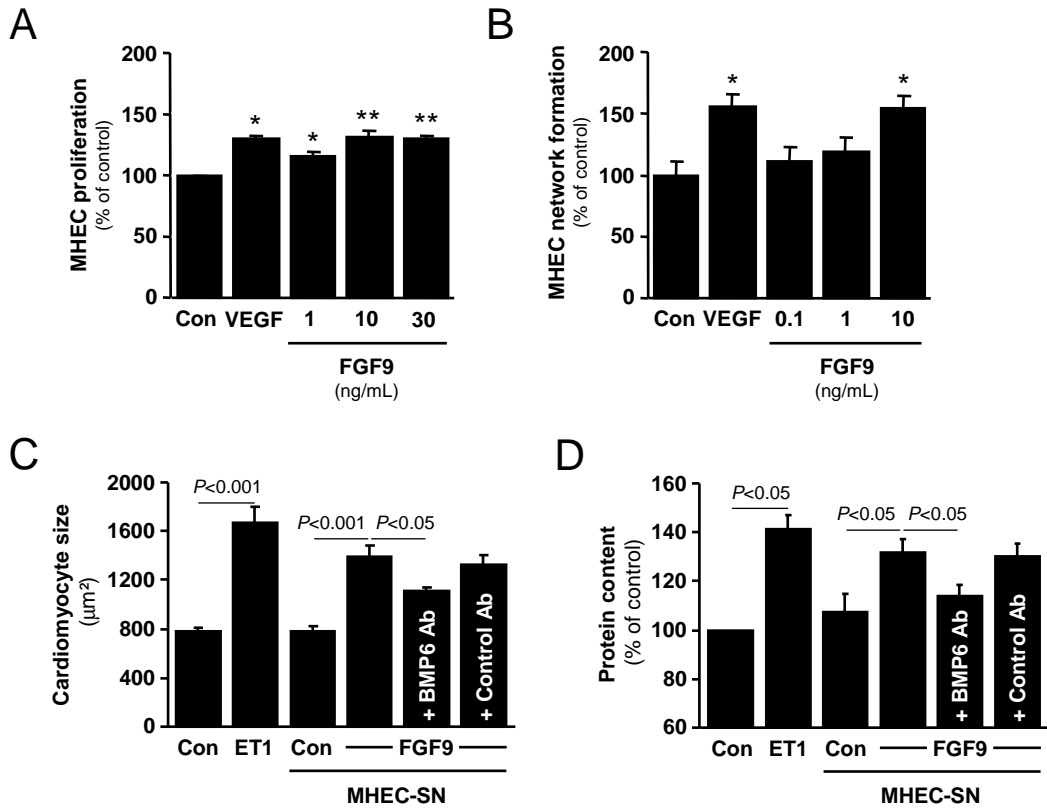 A
MHEC proliferation
(% of control)
200
150
100
50
0
* * ** **
Con VEGF 1 10 30
FGF9
(ng/mL)
B
MHEC network formation
(% of control)
200
150
100
50
0
* *
Con VEGF 0.1 1 10
FGF9
(ng/mL)
C
Cardiomyocyte size
(µm²)
2000
1600
1200
800
400
0
P<0.001
P<0.001 P<0.05
+ BMP6 Ab
+ Control Ab
Con ET1 Con FGF9
MHEC-SN
D
Protein content
(% of control)
160
140
120
100
80
60
P<0.05
P<0.05 P<0.05
+ BMP6 Ab
+ Control Ab
Con ET1 Con FGF9
MHEC-SN